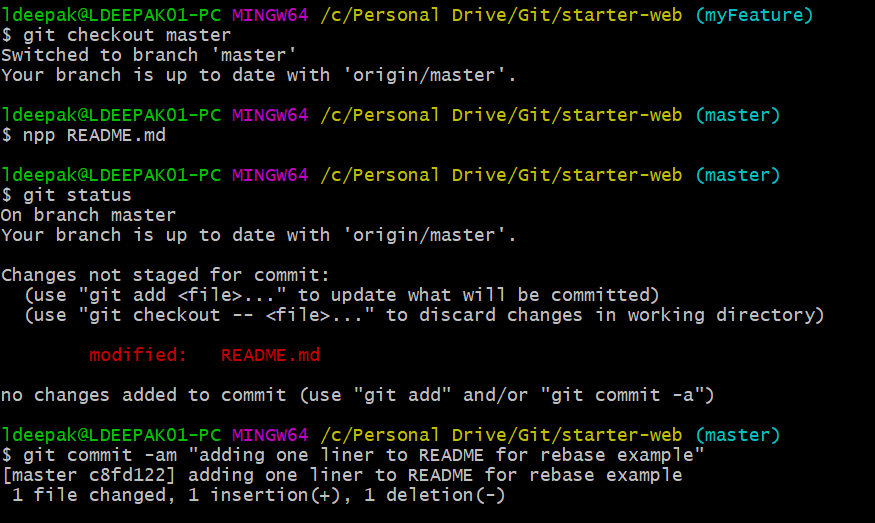 ldeepak@LDEEPAK01-PC MINGW64 /c/Personal Drive/Git/starter-web (myFeature)
$ git checkout master
Switched to branch 'master'
Your branch is up to date with 'origin/master'.

ldeepak@LDEEPAK01-PC MINGW64 /c/Personal Drive/Git/starter-web (master)
$ npp README.md

ldeepak@LDEEPAK01-PC MINGW64 /c/Personal Drive/Git/starter-web (master)
$ git status
On branch master
Your branch is up to date with 'origin/master'.

Changes not staged for commit:
  (use "git add <file>..." to update what will be committed)
  (use "git checkout -- <file>..." to discard changes in working directory)

        modified:   README.md

no changes added to commit (use "git add" and/or "git commit -a")

ldeepak@LDEEPAK01-PC MINGW64 /c/Personal Drive/Git/starter-web (master)
$ git commit -am "adding one liner to README for rebase example"
[master c8fd122] adding one liner to README for rebase example
 1 file changed, 1 insertion(+), 1 deletion(-)